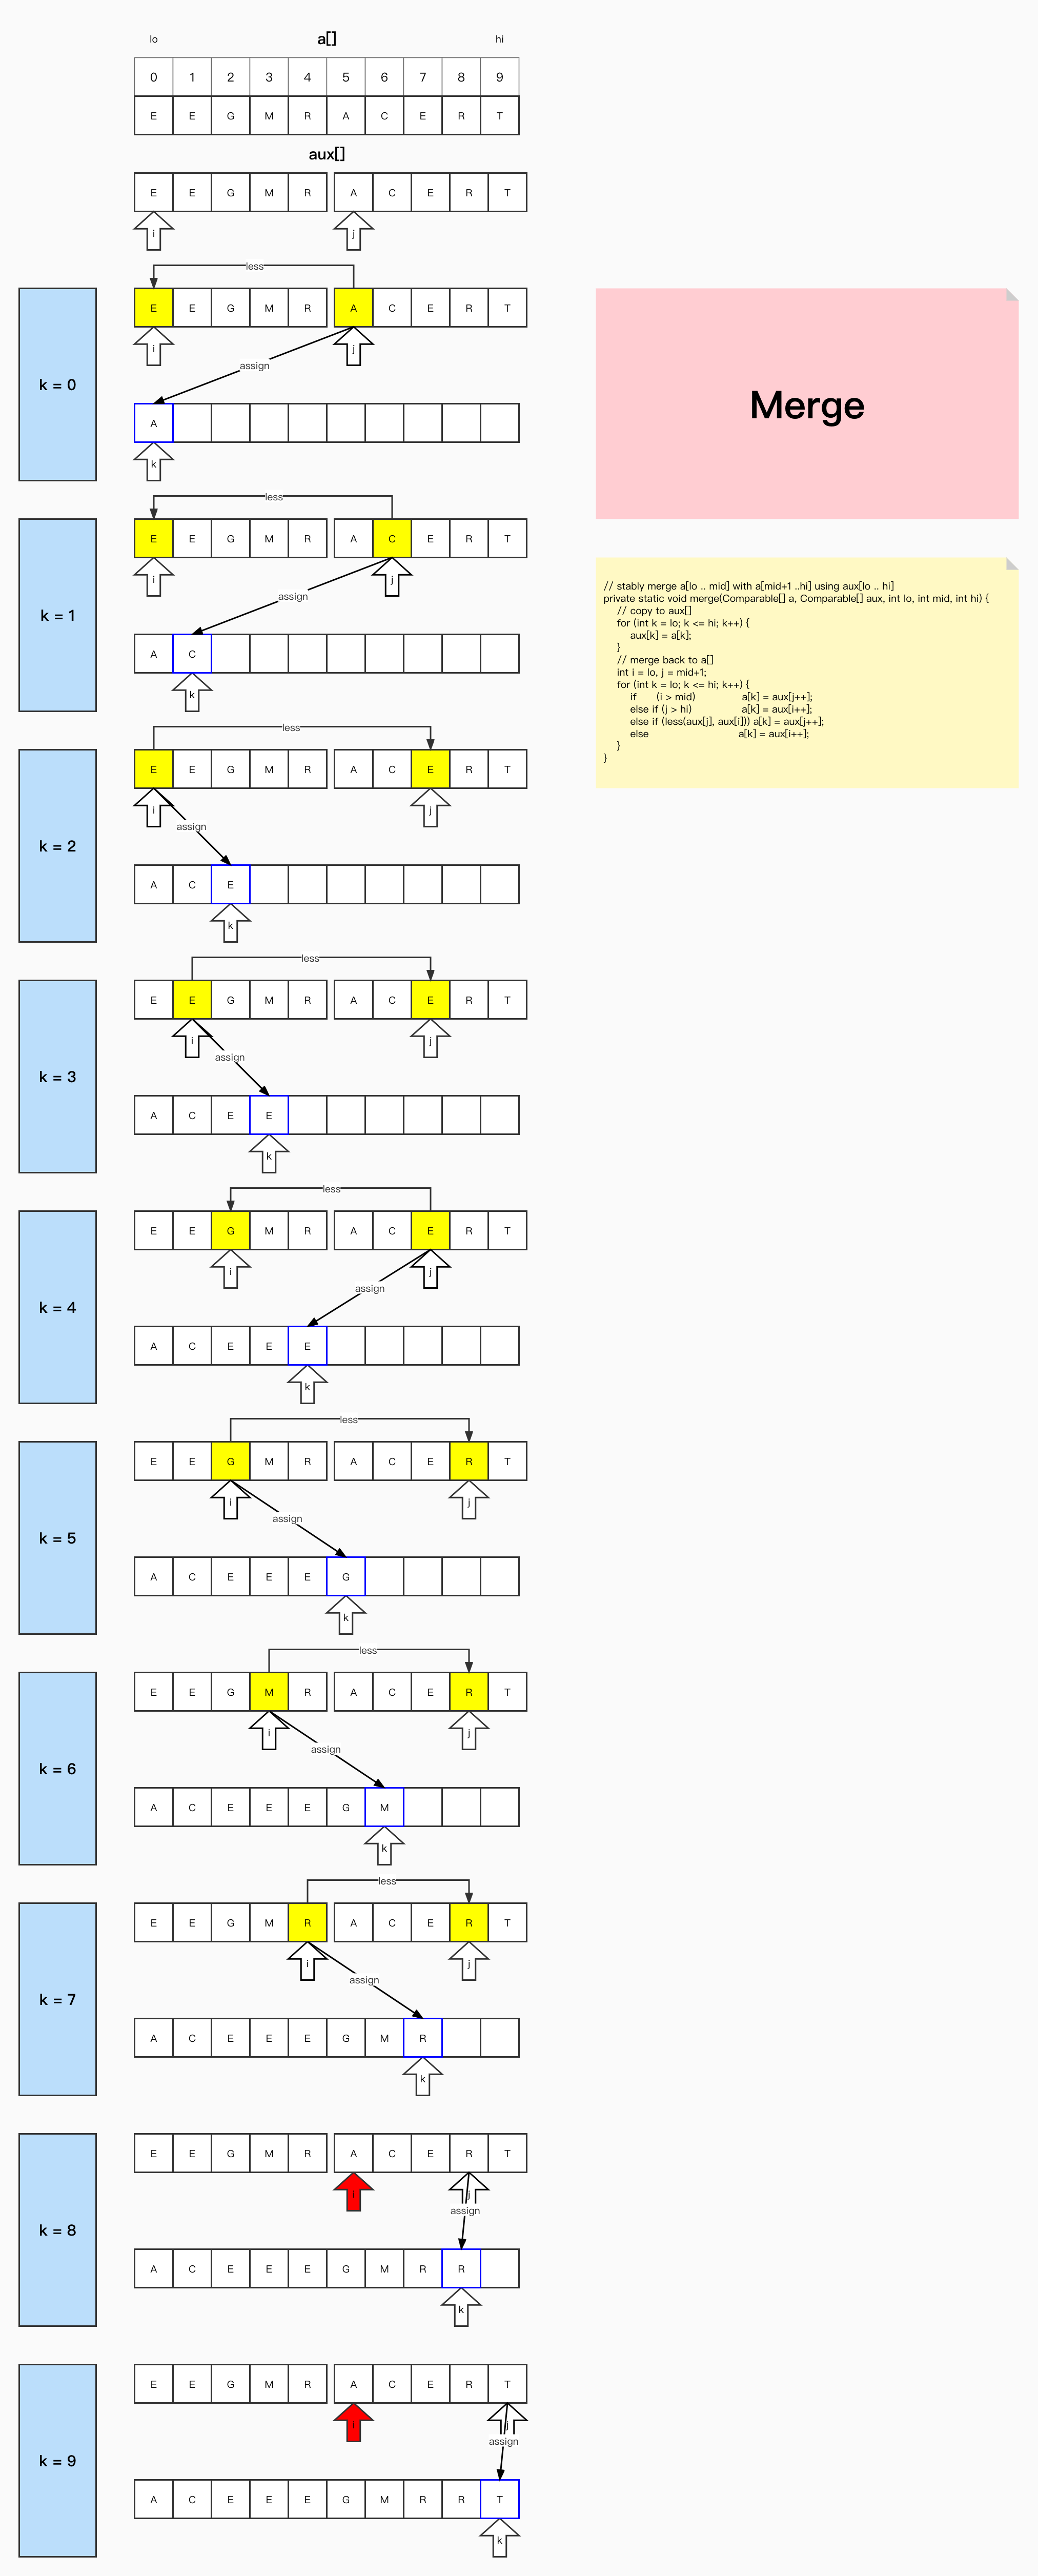 lo a[] hi
0 1 2 3 4 5 6 7 8 9
E E G M R A C E R T
aux[]
E E G M R A C E R T
i j
less
E E G M R A C E R T
i j
k = 0
assign
A
k
Merge
less
E E G M R A C E R T
i j
k = 1
assign
A C
k
// stably merge a[lo .. mid] with a[mid+1 ..hi] using aux[lo .. hi]
private static void merge(Comparable[] a, Comparable[] aux, int lo, int mid, int hi) {
// copy to aux[]
for (int k = lo; k <= hi; k++) {
aux[k] = a[k];
}
// merge back to a[]
int i = lo, j = mid+1;
for (int k = lo; k <= hi; k++) {
if (i > mid) a[k] = aux[j++];
else if (j > hi) a[k] = aux[i++];
else if (less(aux[j], aux[i])) a[k] = aux[j++];
else a[k] = aux[i++];
}
}
less
E E G M R A C E R T
i j
k = 2
assign
A C E
k
less
E E G M R A C E R T
i j
k = 3
assign
A C E E
k
less
E E G M R A C E R T
i j
k = 4
assign
A C E E E
k
less
E E G M R A C E R T
i j
k = 5
assign
A C E E E G
k
less
E E G M R A C E R T
i j
k = 6
assign
A C E E E G M
k
less
E E G M R A C E R T
i j
k = 7
assign
A C E E E G M R
k
E E G M R A C E R T
i j
assign
k = 8
A C E E E G M R R
k
E E G M R A C E R T
i j
assign
k = 9
A C E E E G M R R T
k